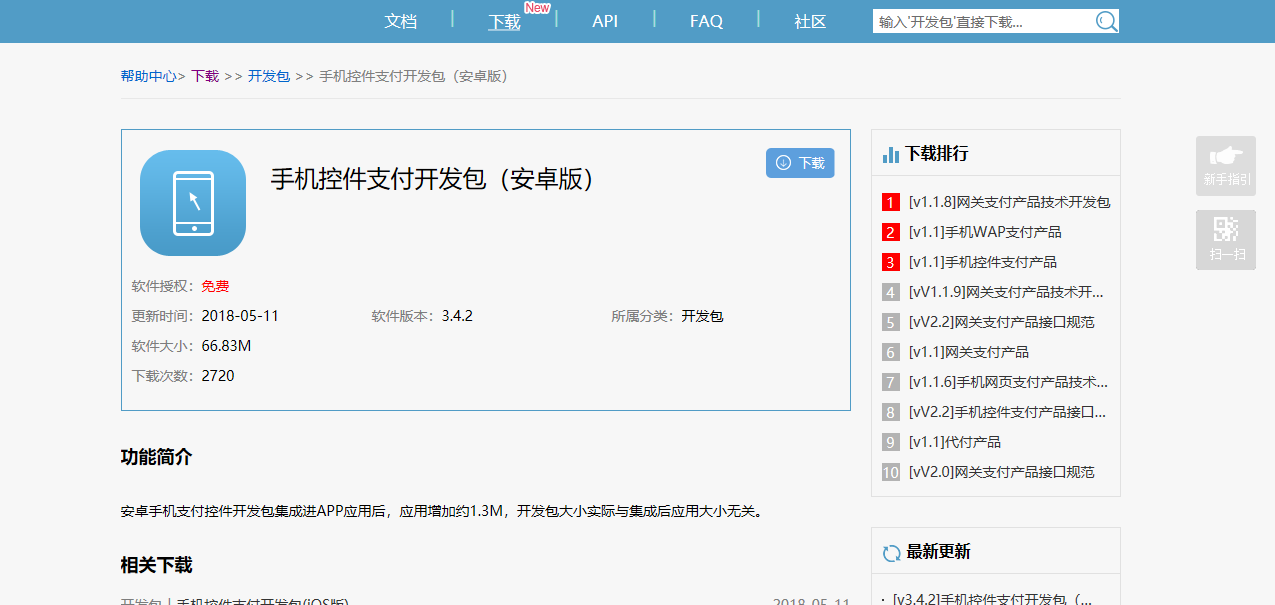 文档 下载 New API FAQ 社区 输入'开发包'直接下载...
帮助中心> 下载 >> 开发包 >> 手机控件支付开发包（安卓版）
手机控件支付开发包（安卓版）
下载
软件授权：免费
更新时间：2018-05-11 软件版本：3.4.2 所属分类：开发包
软件大小：66.83M
下载次数：2720
功能简介
安卓手机支付控件开发包集成进APP应用后，应用增加约1.3M，开发包大小实际与集成后应用大小无关。
相关下载
开发包 | 手机控件支付开发包(iOS版) 2018-05-11
下载排行
1 [v1.1.8]网关支付产品技术开发包
2 [v1.1]手机WAP支付产品
3 [v1.1]手机控件支付产品
4 [vV1.1.9]网关支付产品技术开...
5 [vV2.2]网关支付产品接口规范
6 [v1.1]网关支付产品
7 [v1.1.6]手机网页支付产品技术...
8 [vV2.2]手机控件支付产品接口...
9 [v1.1]代付产品
10 [vV2.0]网关支付产品接口规范
最新更新
· [v3.4.2]手机控件支付开发包（...
新手指引
扫一扫